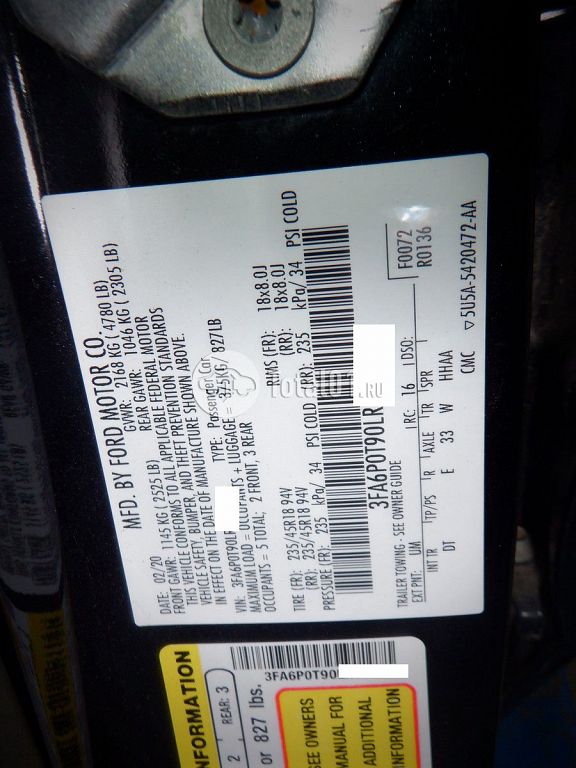 MFD. BY FORD MOTOR CO.
DATE: 02/20 GVWR: 2168 KG ( 4780 LB)
FRONT GAWR: 1145 KG ( 2525 LB) REAR GAWR: 1046 KG ( 2305 LB)
THIS VEHICLE CONFORMS TO ALL APPLICABLE FEDERAL MOTOR
VEHICLE SAFETY, BUMPER, AND THEFT PREVENTION STANDARDS
IN EFFECT ON THE DATE OF MANUFACTURE SHOWN ABOVE.
VIN: 3FA6P0T90LR TYPE: Passenger Car
MAXIMUM LOAD = OCCUPANTS + LUGGAGE = 375KG / 827LB
OCCUPANTS = 5 TOTAL; 2 FRONT, 3 REAR
TIRE (FR): 235/45R18 94V RIMS (FR): 18x8.0J
(RR): 235/45R18 94V (RR): 18x8.0J
PRESSURE (FR): 235 kPa/ 34 PSI COLD (RR): 235 kPa/ 34 PSI COLD
3FA6P0T90LR
TRAILER TOWING - SEE OWNER GUIDE RC: 16 DSO: F0072
R0136
EXT PNT: UM
INT TR TP/PS R AXLE TR SPR
DT E 33 W HHAA
CMC ▽5U5A-5420472-AA
total01.RU
3FA6P0T90
NFORMATION
2 REAR: 3
or 827 lbs.
SEE OWNERS
MANUAL FOR
ADDITIONAL
INFORMATION